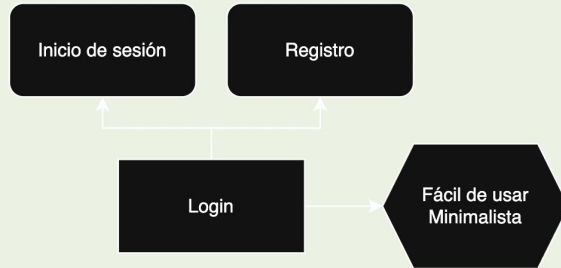 Inicio de sesión
Registro
Login
Fácil de usar
Minimalista